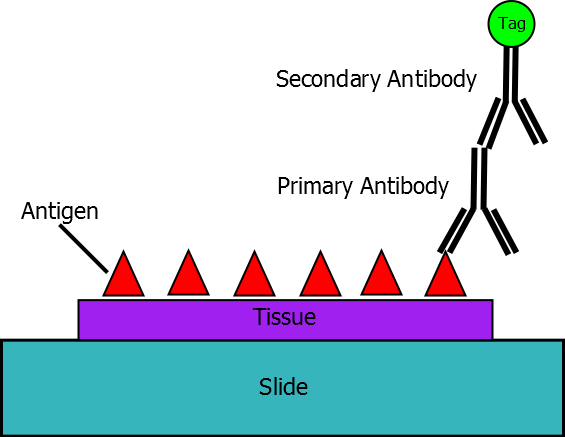 Tag
Secondary Antibody
Primary Antibody
Antigen
Tissue
Slide